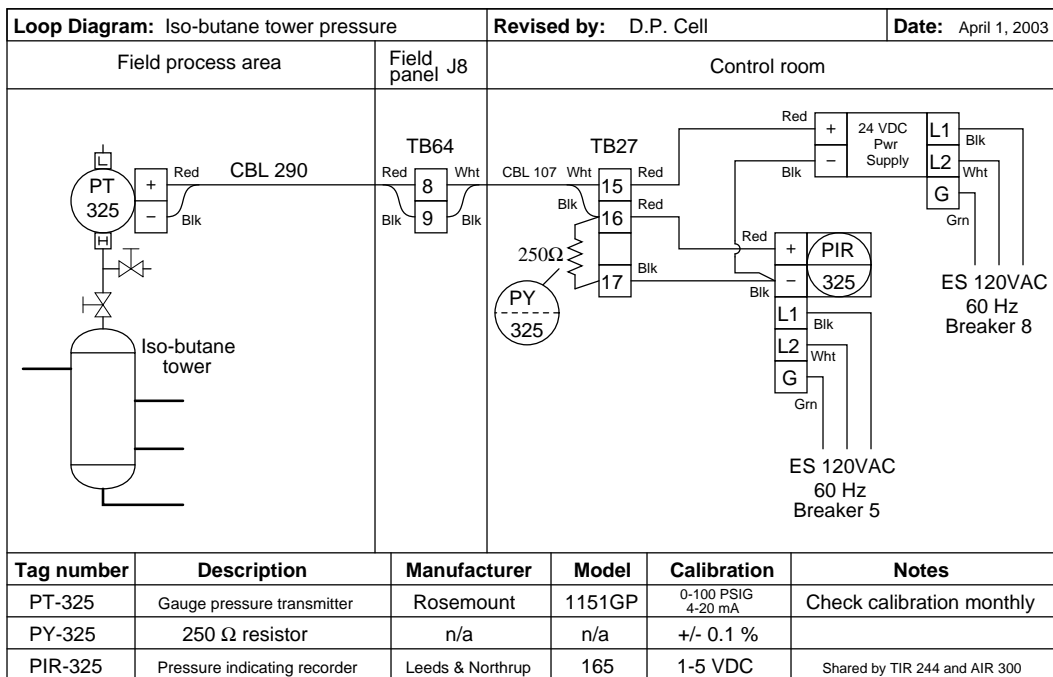 Loop Diagram: Iso-butane tower pressure
Revised by: D.P. Cell
Date: April 1, 2003
Field process area
Field panel J8
Control room
L
PT
325
H
+
−
Red
Blk
CBL 290
TB64
Red
Blk
8
9
Wht
Blk
CBL 107
TB27
Wht
Blk
15
16
17
Red
Red
Blk
250Ω
PY
325
Red
Blk
+
−
24 VDC
Pwr
Supply
L1
L2
G
Blk
Wht
Grn
ES 120VAC
60 Hz
Breaker 8
Red
Blk
+
−
PIR
325
L1
L2
G
Blk
Wht
Grn
ES 120VAC
60 Hz
Breaker 5
Iso-butane
tower
Tag number Description Manufacturer Model Calibration Notes
PT-325 Gauge pressure transmitter Rosemount 1151GP 0-100 PSIG 4-20 mA Check calibration monthly
PY-325 250 Ω resistor n/a n/a +/- 0.1 %
PIR-325 Pressure indicating recorder Leeds & Northrup 165 1-5 VDC Shared by TIR 244 and AIR 300